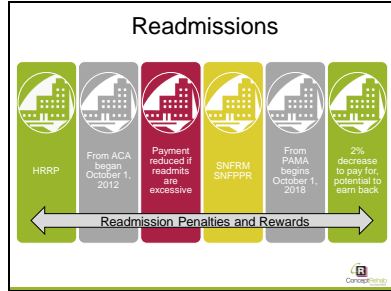 Readmissions
HRRP
From ACA
began
October 1,
2012
Payment
reduced if
readmits
are
excessive
SNFRM
SNFPPR
From
PAMA
begins
October 1,
2018
2%
decrease
to pay for,
potential to
earn back
Readmission Penalties and Rewards
R
ConceptRehab